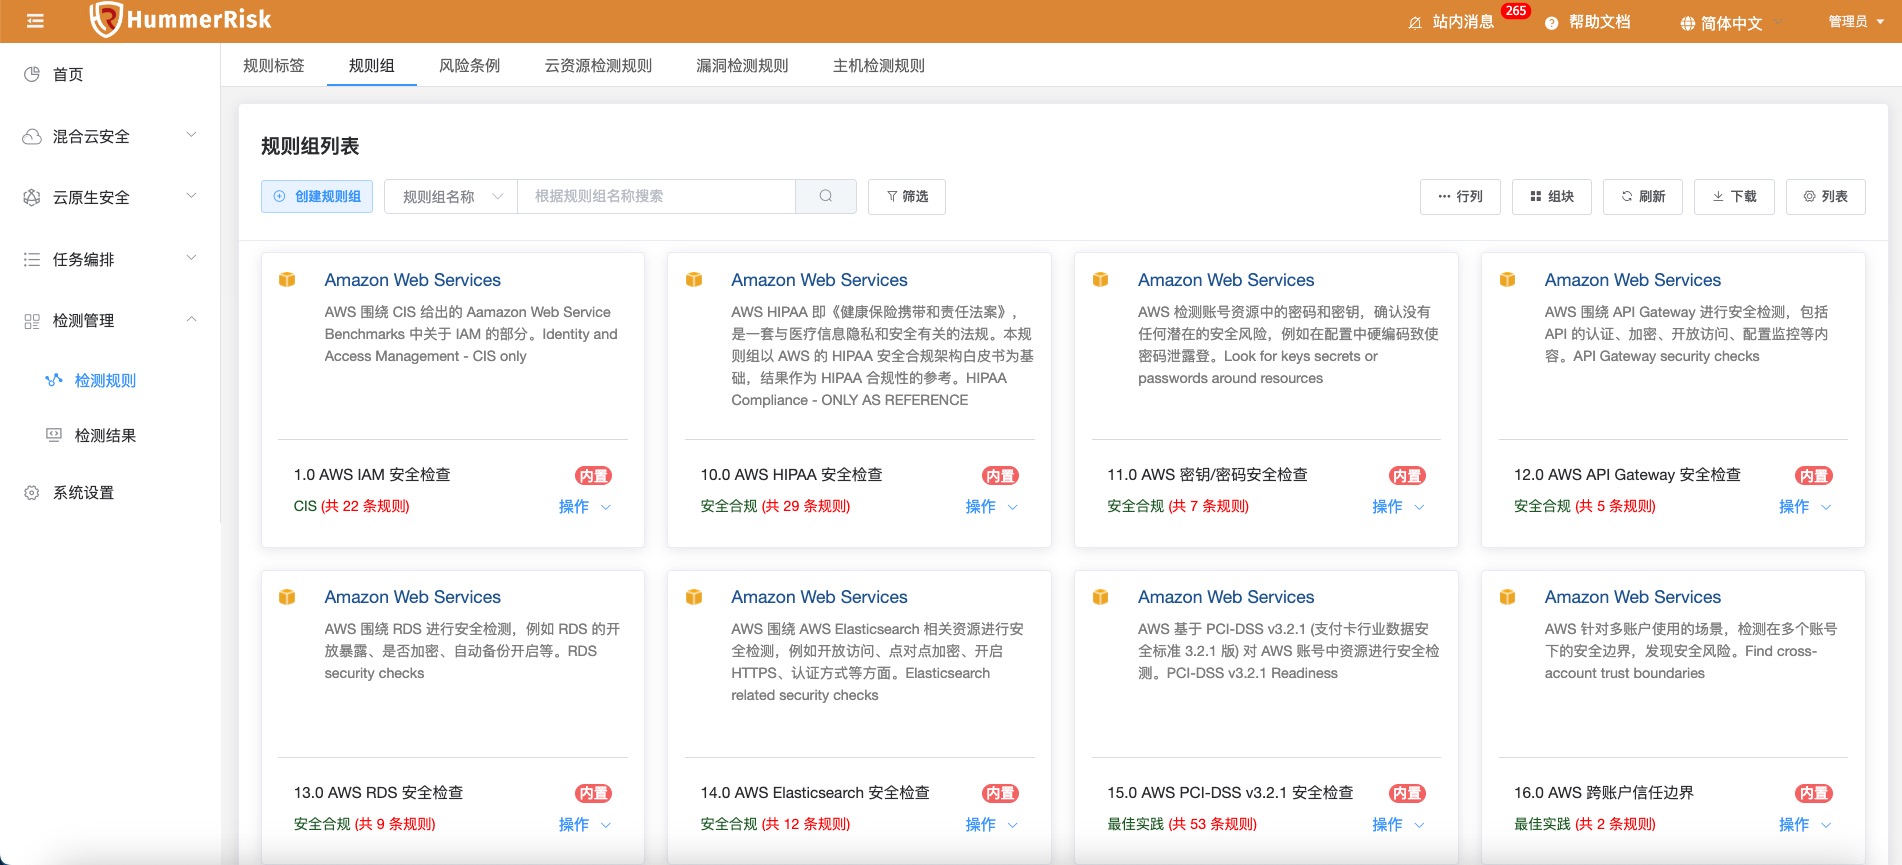 HummerRisk
站内消息
265
帮助文档
简体中文
管理员
首页
混合云安全
云原生安全
任务编排
检测管理
检测规则
检测结果
系统设置
规则标签
规则组
风险条例
云资源检测规则
漏洞检测规则
主机检测规则
规则组列表
创建规则组
规则组名称
根据规则组名称搜索
筛选
行列
组块
刷新
下载
列表
Amazon Web Services
AWS 围绕 CIS 给出的 Aamazon Web Service
Benchmarks 中关于 IAM 的部分。Identity and
Access Management - CIS only
1.0 AWS IAM 安全检查
内置
CIS (共 22 条规则)
操作
Amazon Web Services
AWS HIPAA 即《健康保险携带和责任法案》，
是一套与医疗信息隐私和安全有关的法规。本规
则组以 AWS 的 HIPAA 安全合规架构白皮书为基
础，结果作为 HIPAA 合规性的参考。HIPAA
Compliance - ONLY AS REFERENCE
10.0 AWS HIPAA 安全检查
内置
安全合规 (共 29 条规则)
操作
Amazon Web Services
AWS 检测账号资源中的密码和密钥，确认没有
任何潜在的安全风险，例如在配置中硬编码致使
密码泄露登。Look for keys secrets or
passwords around resources
11.0 AWS 密钥/密码安全检查
内置
安全合规 (共 7 条规则)
操作
Amazon Web Services
AWS 围绕 API Gateway 进行安全检测，包括
API 的认证、加密、开放访问、配置监控等内
容。API Gateway security checks
12.0 AWS API Gateway 安全检查
内置
安全合规 (共 5 条规则)
操作
Amazon Web Services
AWS 围绕 RDS 进行安全检测，例如 RDS 的开
放暴露、是否加密、自动备份开启等。RDS
security checks
13.0 AWS RDS 安全检查
内置
安全合规 (共 9 条规则)
操作
Amazon Web Services
AWS 围绕 AWS Elasticsearch 相关资源进行安
全检测，例如开放访问、点对点加密、开启
HTTPS、认证方式等方面。Elasticsearch
related security checks
14.0 AWS Elasticsearch 安全检查
内置
安全合规 (共 12 条规则)
操作
Amazon Web Services
AWS 基于 PCI-DSS v3.2.1 (支付卡行业数据安
全标准 3.2.1 版) 对 AWS 账号中资源进行安全检
测。PCI-DSS v3.2.1 Readiness
15.0 AWS PCI-DSS v3.2.1 安全检查
内置
最佳实践 (共 53 条规则)
操作
Amazon Web Services
AWS 针对多账户使用的场景，检测在多个账号
下的安全边界，发现安全风险。Find cross-
account trust boundaries
16.0 AWS 跨账户信任边界
内置
最佳实践 (共 2 条规则)
操作